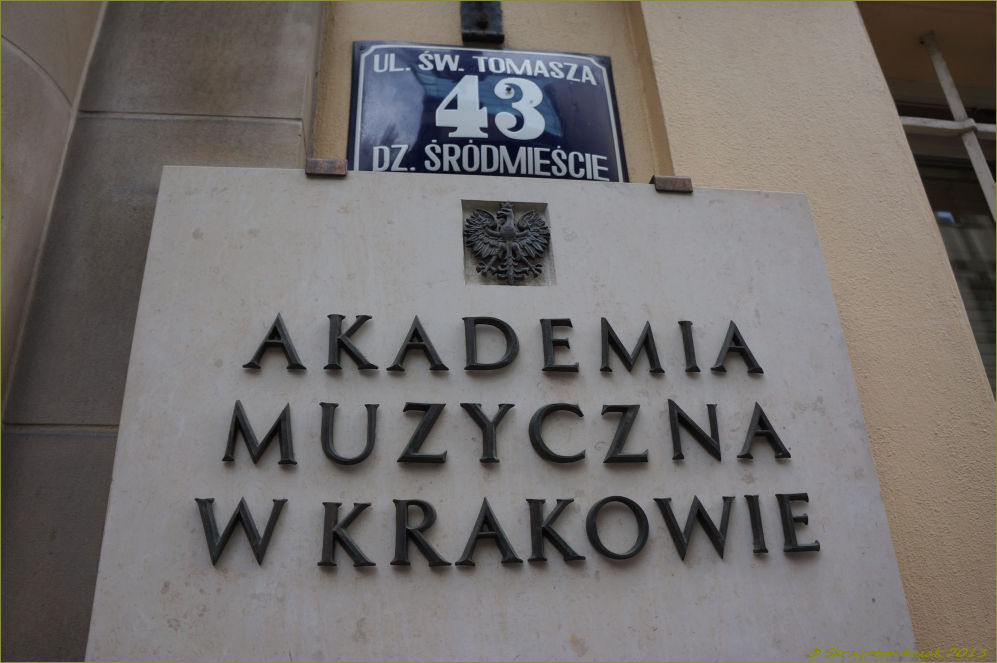 UL. ŚW. TOMASZA
43
DZ. ŚRÓDMIEŚCIE
AKADEMIA
MUZYCZNA
W KRAKOWIE